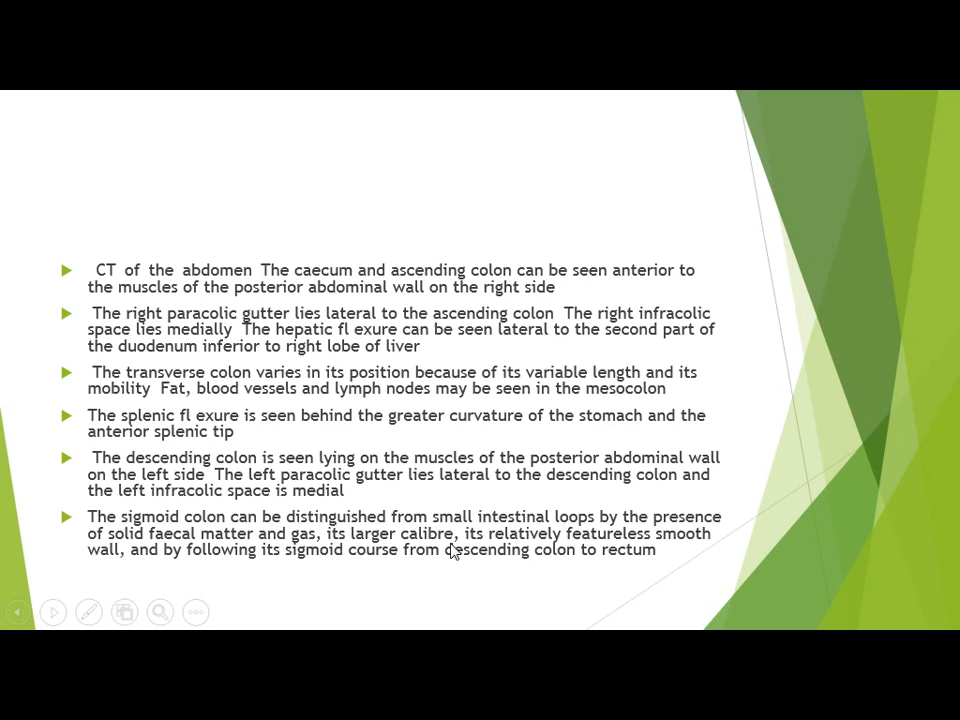 CT of the abdomen The caecum and ascending colon can be seen anterior to
the muscles of the posterior abdominal wall on the right side
The right paracolic gutter lies lateral to the ascending colon The right infracolic
space lies medially The hepatic fl exure can be seen lateral to the second part of
the duodenum inferior to right lobe of liver
The transverse colon varies in its position because of its variable length and its
mobility Fat, blood vessels and lymph nodes may be seen in the mesocolon
The splenic fl exure is seen behind the greater curvature of the stomach and the
anterior splenic tip
The descending colon is seen lying on the muscles of the posterior abdominal wall
on the left side The left paracolic gutter lies lateral to the descending colon and
the left infracolic space is medial
The sigmoid colon can be distinguished from small intestinal loops by the presence
of solid faecal matter and gas, its larger calibre, its relatively featureless smooth
wall, and by following its sigmoid course from descending colon to rectum